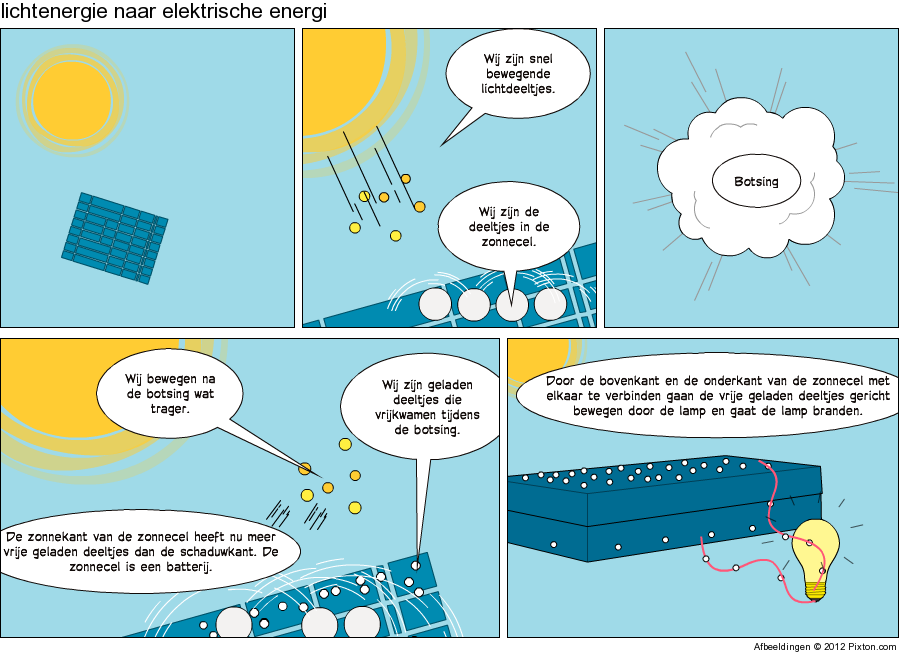 lichtenergie naar elektrische energi
Wij zijn snel
bewegende
lichtdeeltjes.
Wij zijn de
deeltjes in de
zonnecel.
Botsing
Wij bewegen na
de botsing wat
trager.
Wij zijn geladen
deeltjes die
vrijkwamen tijdens
de botsing.
De zonnekant van de zonnecel heeft nu meer
vrije geladen deeltjes dan de schaduwkant. De
zonnecel is een batterij.
Door de bovenkant en de onderkant van de zonnecel met
elkaar te verbinden gaan de vrije geladen deeltjes gericht
bewegen door de lamp en gaat de lamp branden.
Afbeeldingen © 2012 Pixton.com